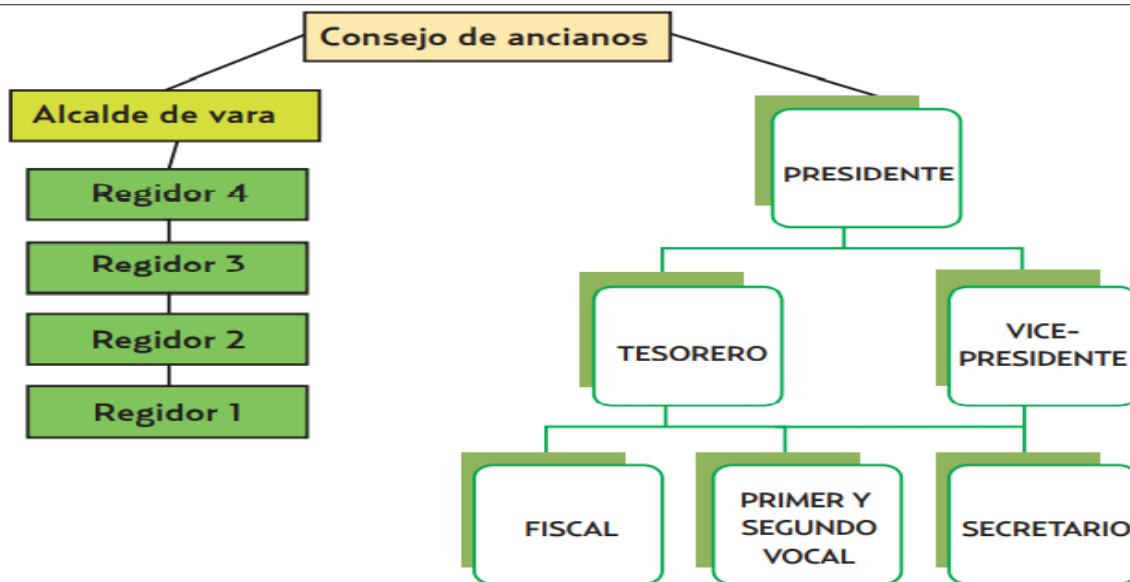 Consejo de ancianos
Alcalde de vara
Regidor 4
Regidor 3
Regidor 2
Regidor 1
PRESIDENTE
TESORERO
VICE-
PRESIDENTE
FISCAL
PRIMER Y
SEGUNDO
VOCAL
SECRETARIO